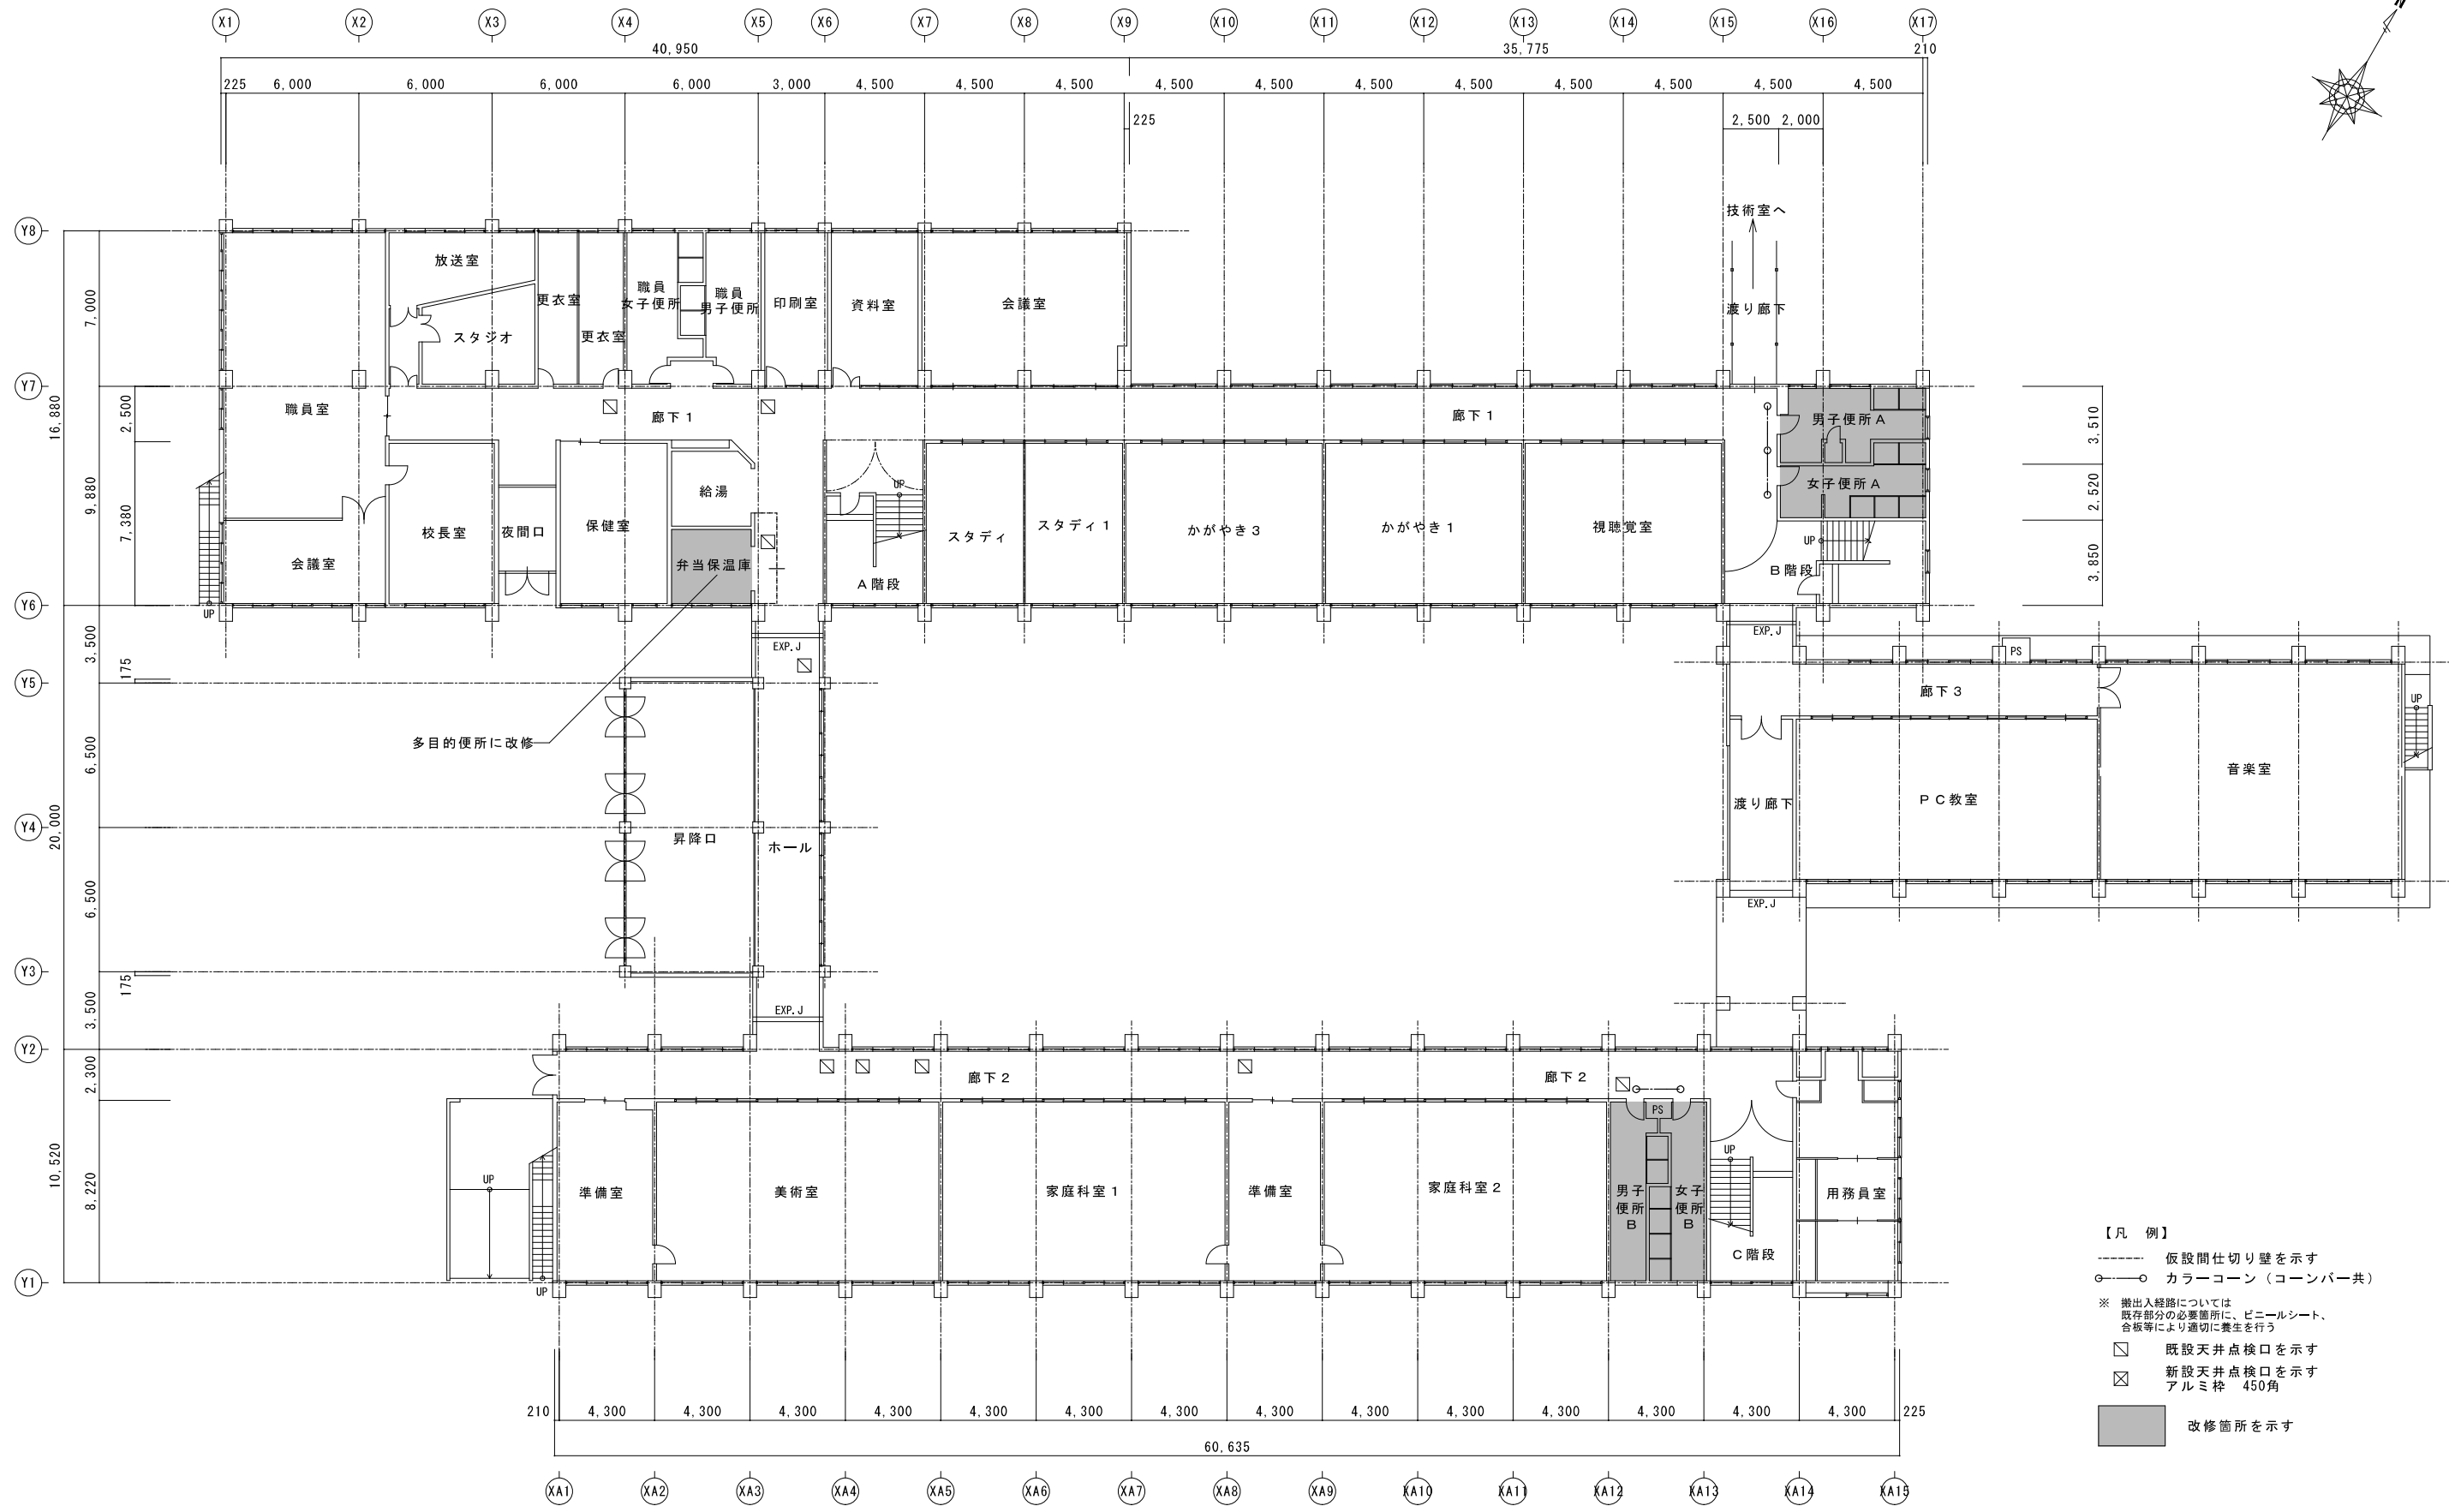 X1 X2 X3 X4 X5 X6 X7 X8 X9 X10 X11 X12 X13 X14 X15 X16 X17
N
40,950 35,775 210
225 6,000 6,000 6,000 6,000 3,000 4,500 4,500 4,500 4,500 4,500 4,500 4,500 4,500 4,500 4,500 4,500
225
2,500 2,000
技術室へ
Y8
放送室
職員
女子便所
職員
男子便所
更衣室
印刷室
資料室
会議室
渡り廊下
7,000
スタジオ
更衣室
Y7
16,880
2,500
職員室
廊下1
廊下1
男子便所A
3,510
女子便所A
2,520
9,880
7,380
給湯
UP
校長室
夜間口
保健室
スタディ
スタディ1
かがやき3
かがやき1
視聴覚室
UP
会議室
弁当保温庫
A階段
B階段
3,850
Y6
UP
3,500
175
EXP.J
EXP.J
PS
Y5
廊下3
UP
6,500
多目的便所に改修
音楽室
渡り廊下
PC教室
20,000
Y4
昇降口
ホール
6,500
EXP.J
Y3
175
3,500
EXP.J
Y2
2,300
廊下2
廊下2
PS
10,520
8,220
UP
UP
準備室
美術室
家庭科室1
準備室
家庭科室2
男子
便所
B
女子
便所
B
用務員室
C階段
Y1
UP
【凡 例】
仮設間仕切り壁を示す
カラーコーン（コーンバー共）
※ 搬出入経路については
既存部分の必要箇所に、ビニールシート、
合板等により適切に養生を行う
既設天井点検口を示す
新設天井点検口を示す
アルミ枠 450角
改修箇所を示す
210 4,300 4,300 4,300 4,300 4,300 4,300 4,300 4,300 4,300 4,300 4,300 4,300 4,300 4,300 225
60,635
XA1 XA2 XA3 XA4 XA5 XA6 XA7 XA8 XA9 XA10 XA11 XA12 XA13 XA14 XA15